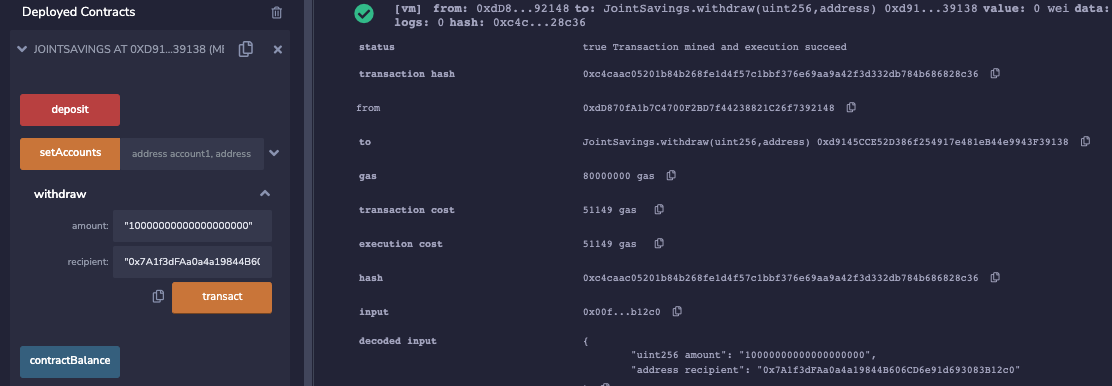 Deployed Contracts
JOINTSAVINGS AT 0XD91...39138 (ME
deposit
setAccounts address account1, address
withdraw
amount: "10000000000000000000"
recipient: "0x7A1f3dFAa0a4a19844B60
transact
contractBalance
[vm] from: 0xdD8...92148 to: JointSavings.withdraw(uint256,address) 0xd91...39138 value: 0 wei data:
logs: 0 hash: 0xc4c...28c36
status true Transaction mined and execution succeed
transaction hash 0xc4caac05201b84b268fe1d4f57c1bbf376e69aa9a42f3d332db784b686828c36
from 0xdD870fA1b7C4700F2BD7f44238821C26f7392148
to JointSavings.withdraw(uint256,address) 0xd9145CCE52D386f254917e481eB44e9943F39138
gas 80000000 gas
transaction cost 51149 gas
execution cost 51149 gas
hash 0xc4caac05201b84b268fe1d4f57c1bbf376e69aa9a42f3d332db784b686828c36
input 0x00f...b12c0
decoded input {
"uint256 amount": "10000000000000000000",
"address recipient": "0x7A1f3dFAa0a4a19844B606CD6e91d693083B12c0"